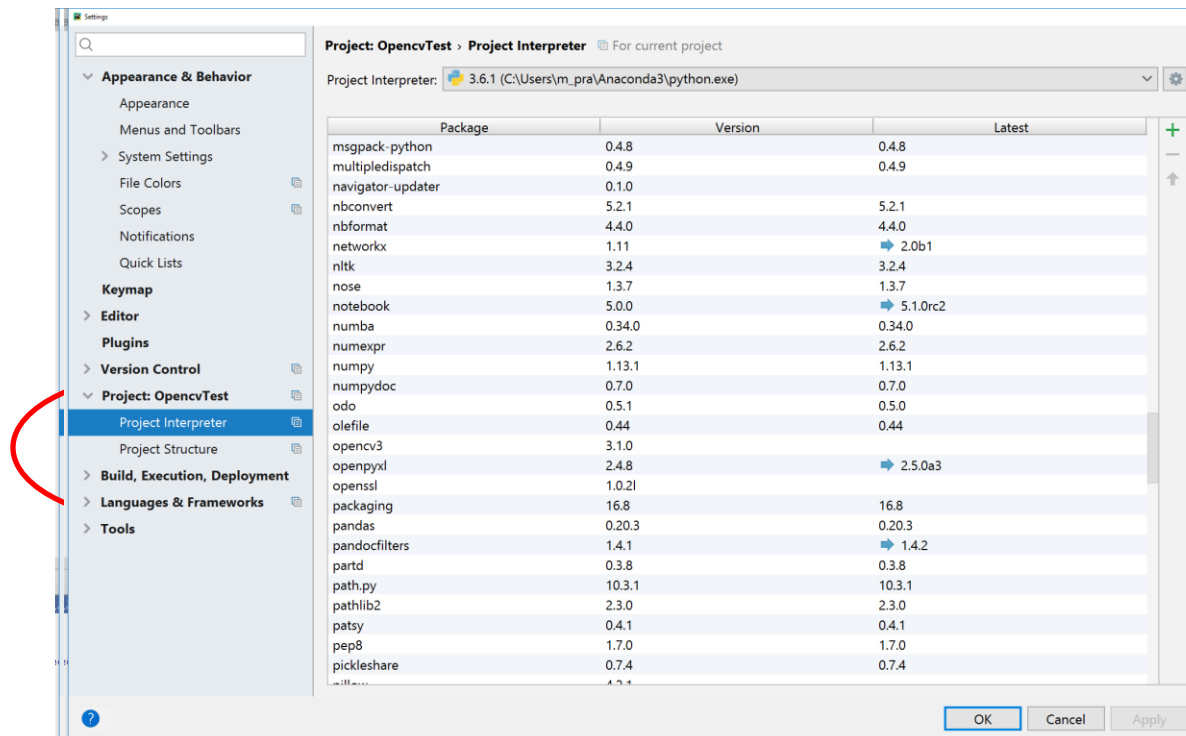 Settings
Project: OpencvTest › Project Interpreter For current project
Project Interpreter: 3.6.1 (C:\Users\m_pra\Anaconda3\python.exe)
Appearance & Behavior
Appearance
Menus and Toolbars
System Settings
File Colors
Scopes
Notifications
Quick Lists
Keymap
Editor
Plugins
Version Control
Project: OpencvTest
Project Interpreter
Project Structure
Build, Execution, Deployment
Languages & Frameworks
Tools
Package Version Latest
msgpack-python 0.4.8 0.4.8
multipledispatch 0.4.9 0.4.9
navigator-updater 0.1.0
nbconvert 5.2.1 5.2.1
nbformat 4.4.0 4.4.0
networkx 1.11 2.0b1
nltk 3.2.4 3.2.4
nose 1.3.7 1.3.7
notebook 5.0.0 5.1.0rc2
numba 0.34.0 0.34.0
numexpr 2.6.2 2.6.2
numpy 1.13.1 1.13.1
numpydoc 0.7.0 0.7.0
odo 0.5.1 0.5.0
olefile 0.44 0.44
opencv3 3.1.0
openpyxl 2.4.8 2.5.0a3
openssl 1.0.2l
packaging 16.8 16.8
pandas 0.20.3 0.20.3
pandocfilters 1.4.1 1.4.2
partd 0.3.8 0.3.8
path.py 10.3.1 10.3.1
pathlib2 2.3.0 2.3.0
patsy 0.4.1 0.4.1
pep8 1.7.0 1.7.0
pickleshare 0.7.4 0.7.4
?
OK Cancel Apply